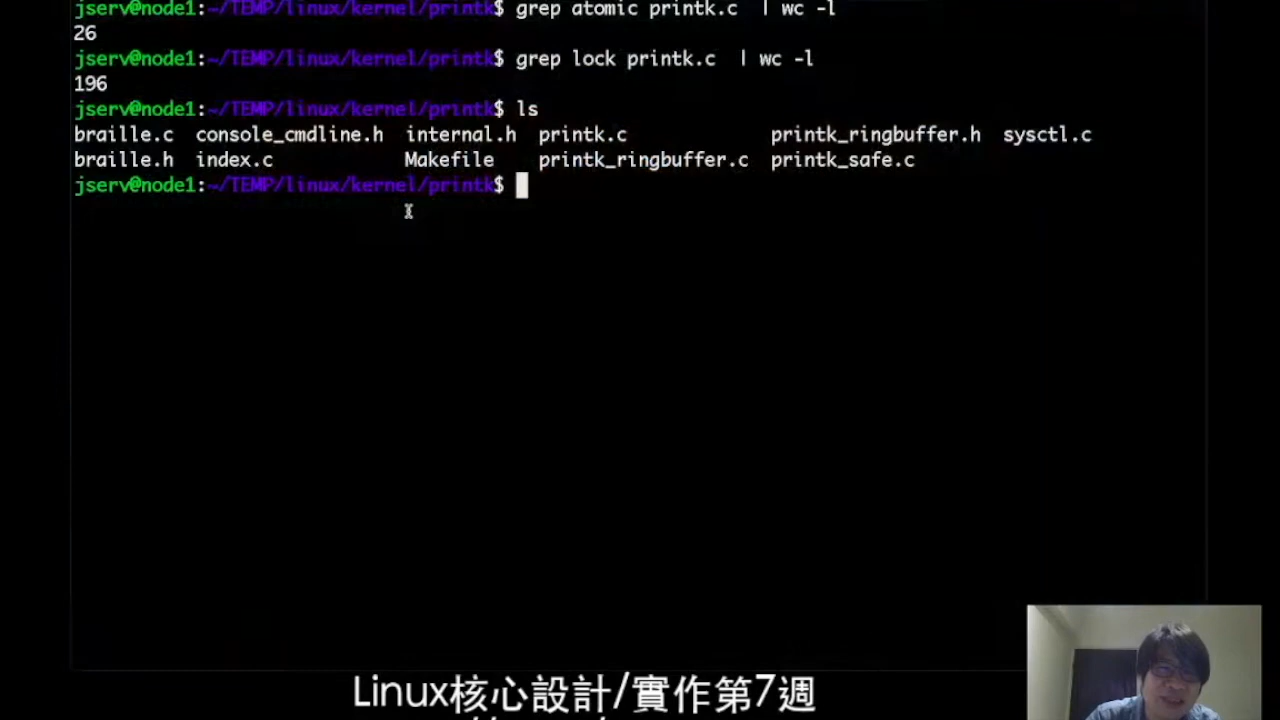 jserv@node1:~/TEMP/linux/kernel/printk$ grep atomic printk.c  | wc -l
26
jserv@node1:~/TEMP/linux/kernel/printk$ grep lock printk.c  | wc -l
196
jserv@node1:~/TEMP/linux/kernel/printk$ ls
braille.c  console_cmdline.h  internal.h  printk.c  printk_ringbuffer.h  sysctl.c
braille.h  index.c  Makefile  printk_ringbuffer.c  printk_safe.c
jserv@node1:~/TEMP/linux/kernel/printk$
Linux核心設計/實作第7週